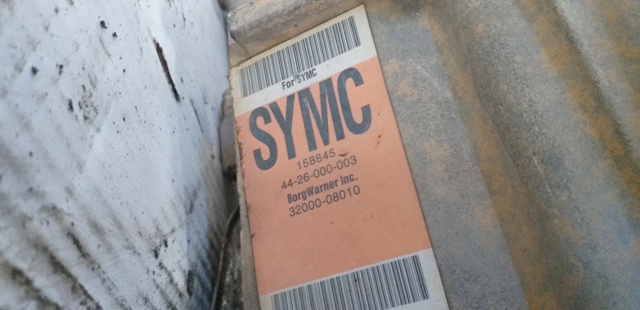 For SYMC
SYMC
158845
44-26-000-003
BorgWarner Inc.
32000-08010